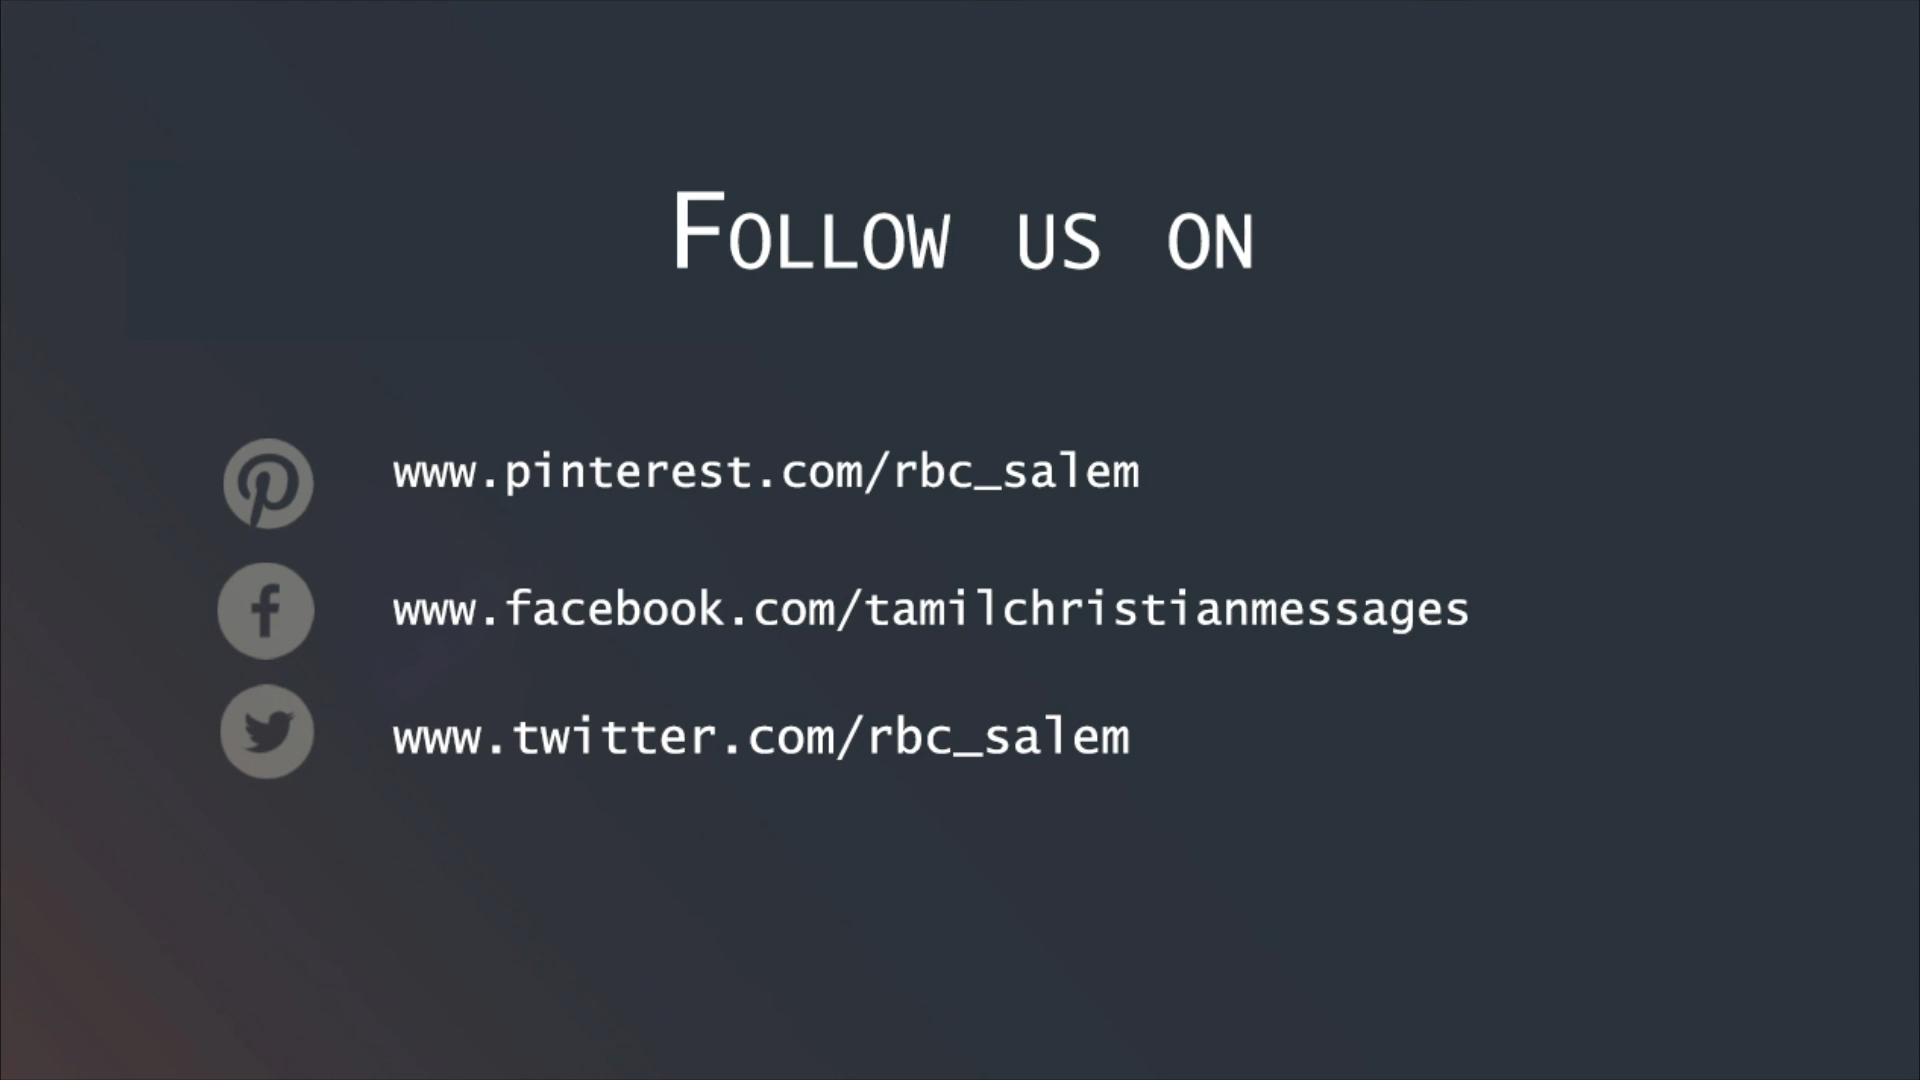 Follow us on
www.pinterest.com/rbc_salem
www.facebook.com/tamilchristianmessages
www.twitter.com/rbc_salem